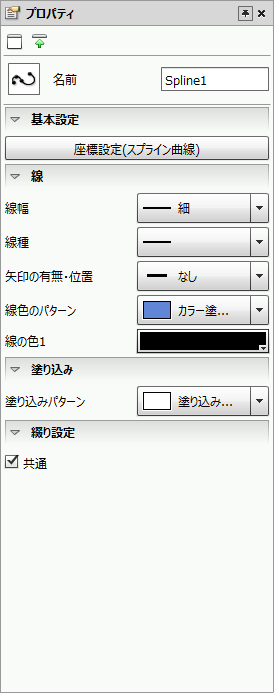 プロパティ
名前 Spline1
基本設定
座標設定(スプライン曲線)
線
線幅 細
線種
矢印の有無・位置 なし
線色のパターン カラー塗...
線の色1
塗り込み
塗り込みパターン 塗り込み...
綴り設定
共通